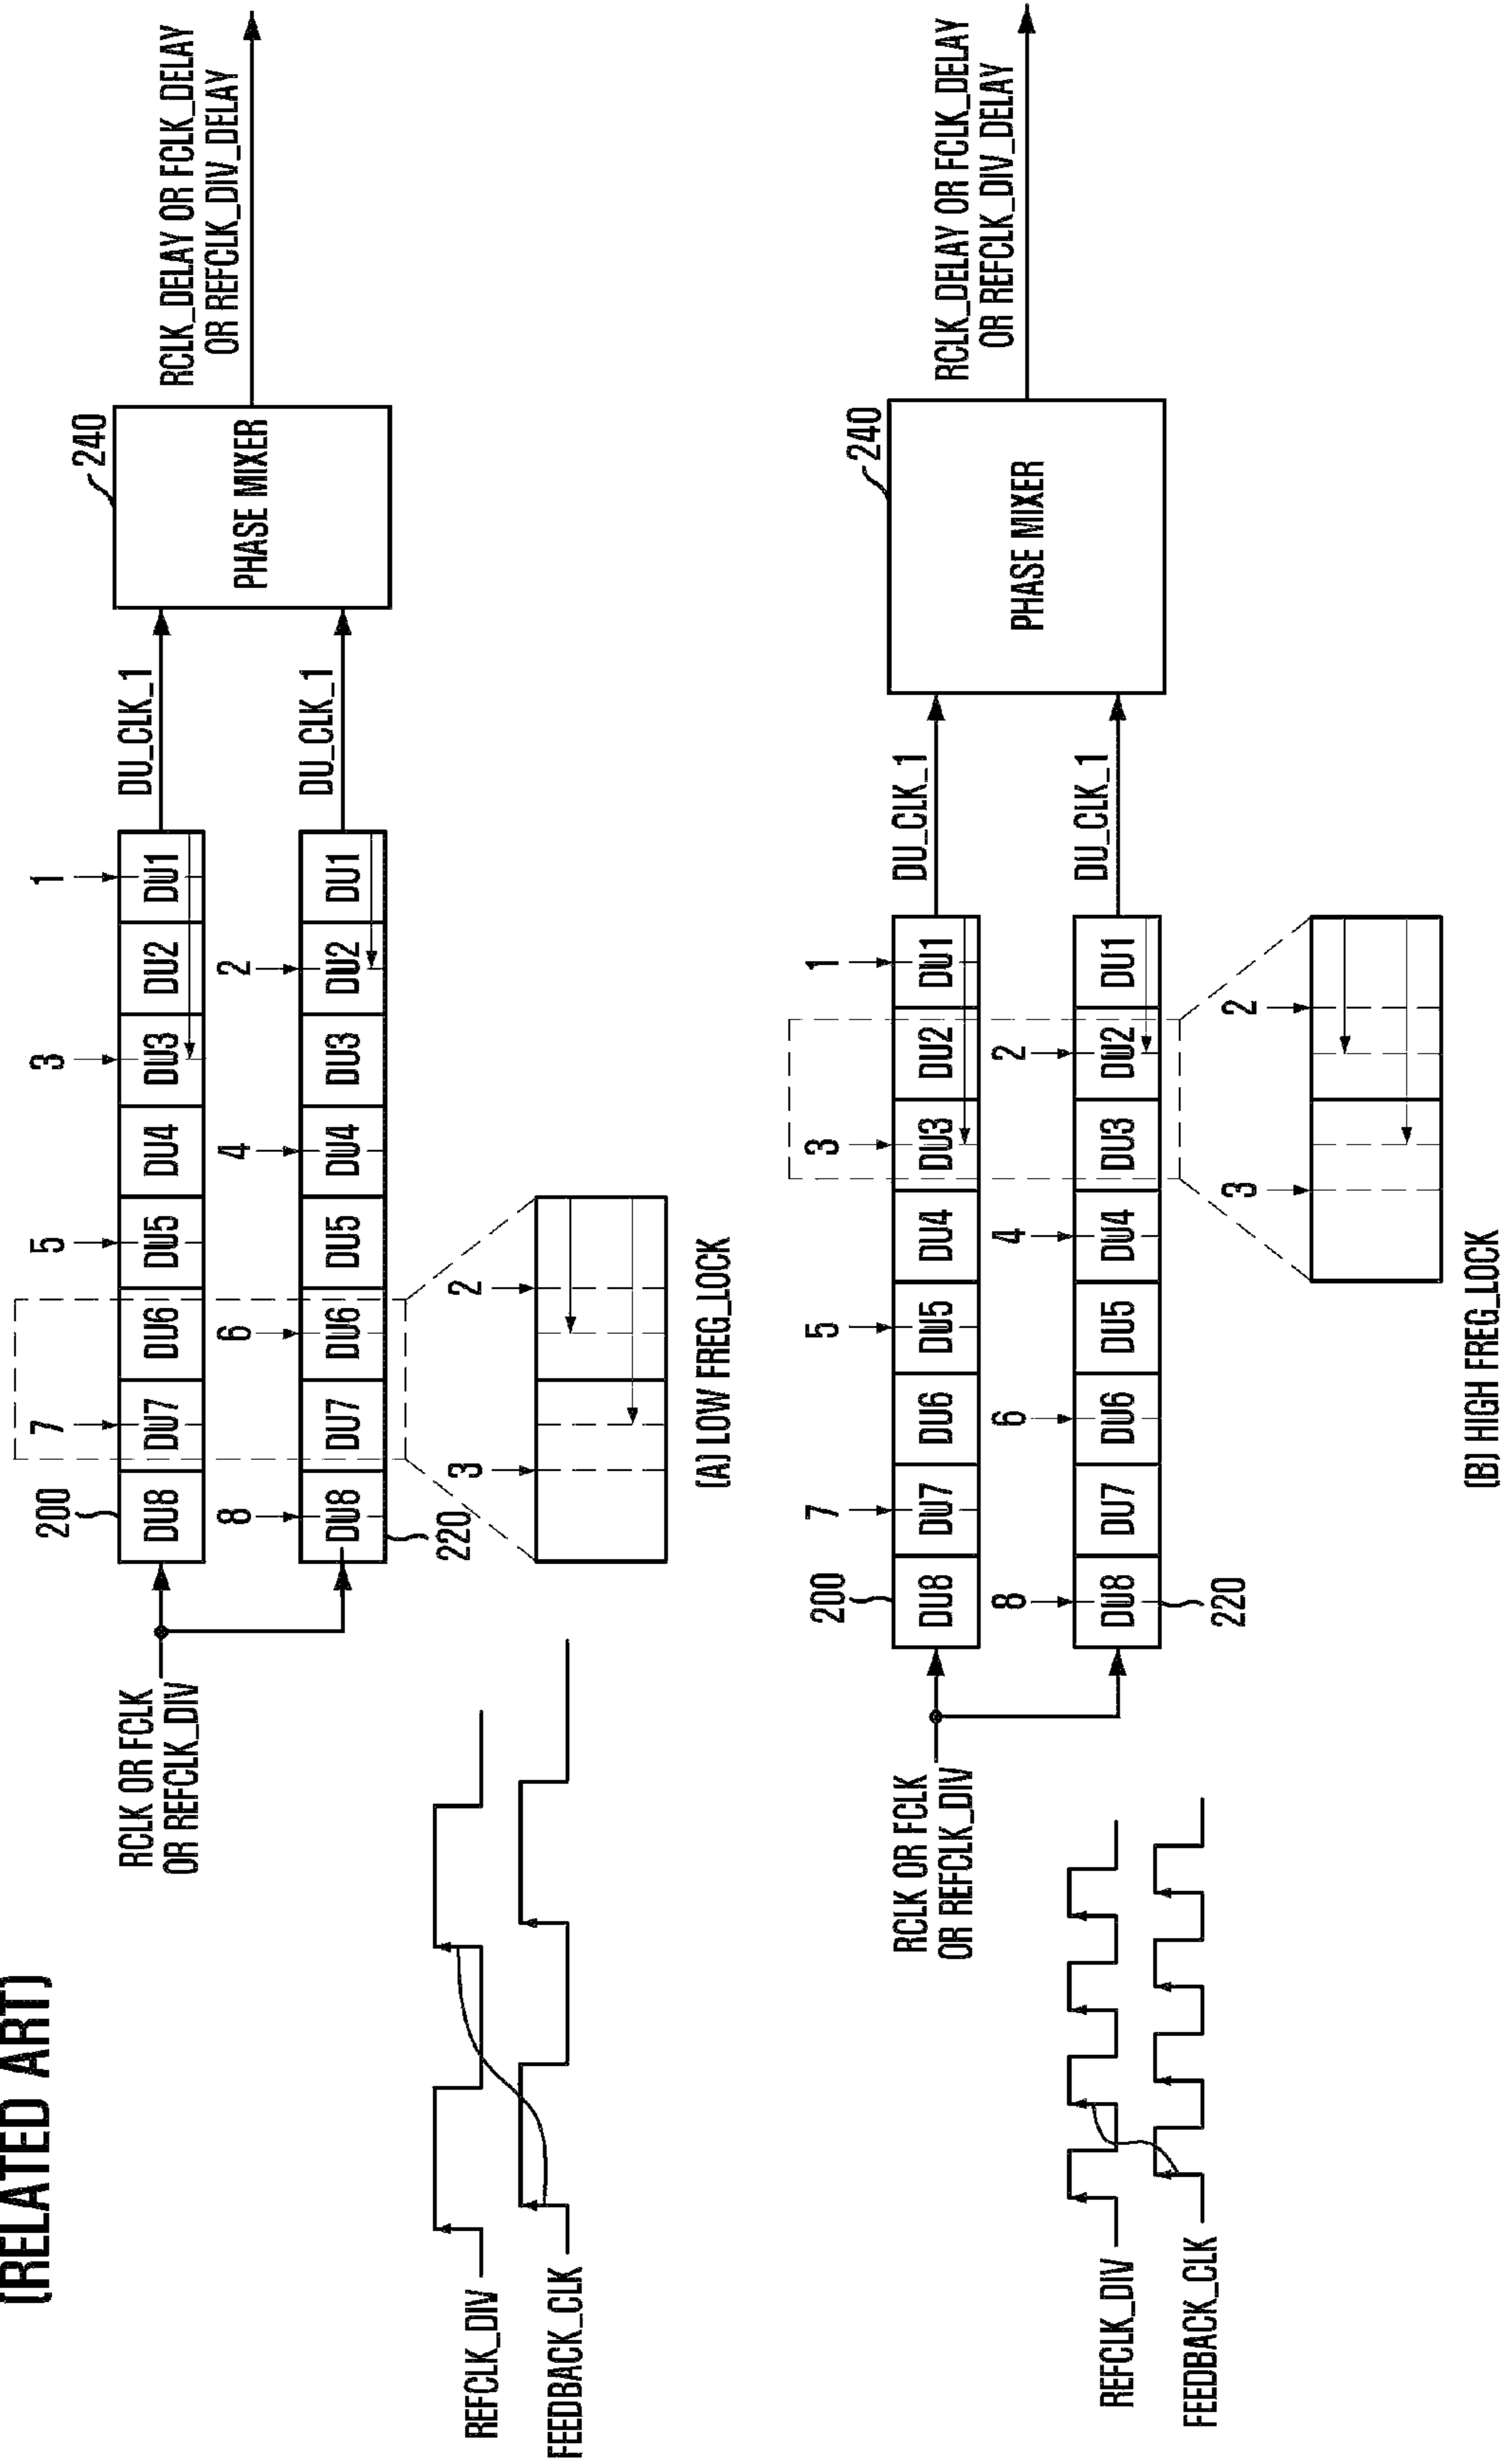 (RELATED ART)
RCLK OR FCLK
OR REFCLK_DIV
200
7
5
3
1
DU8 DU7 DU6 DU5 DU4 DU3 DU2 DU1
DU_CLK_1
240
PHASE MIXER
RCLK_DELAY OR FCLK_DELAY
OR REFCLK_DIV_DELAY
8
6
4
2
DU8 DU7 DU6 DU5 DU4 DU3 DU2 DU1
DU_CLK_1
220
REFCLK_DIV
FEEDBACK_CLK
3
2
(A) LOW FREG_LOCK
RCLK OR FCLK
OR REFCLK_DIV
200
7
5
3
1
DU8 DU7 DU6 DU5 DU4 DU3 DU2 DU1
DU_CLK_1
240
PHASE MIXER
RCLK_DELAY OR FCLK_DELAY
OR REFCLK_DIV_DELAY
8
6
4
2
DU8 DU7 DU6 DU5 DU4 DU3 DU2 DU1
DU_CLK_1
220
REFCLK_DIV
FEEDBACK_CLK
3
2
(B) HIGH FREG_LOCK